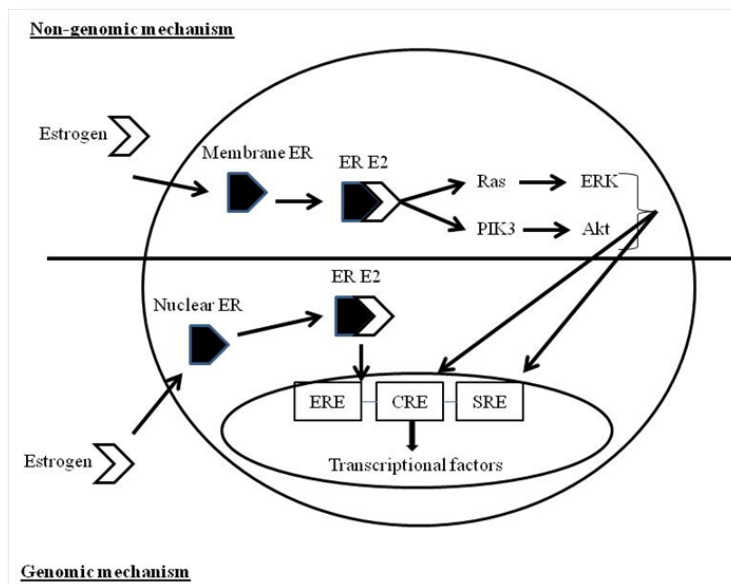 Non-genomic mechanism
Estrogen
Membrane ER
ER E2
Ras
ERK
PIK3
Akt
ER E2
Nuclear ER
ERE
CRE
SRE
Estrogen
Transcriptional factors
Genomic mechanism